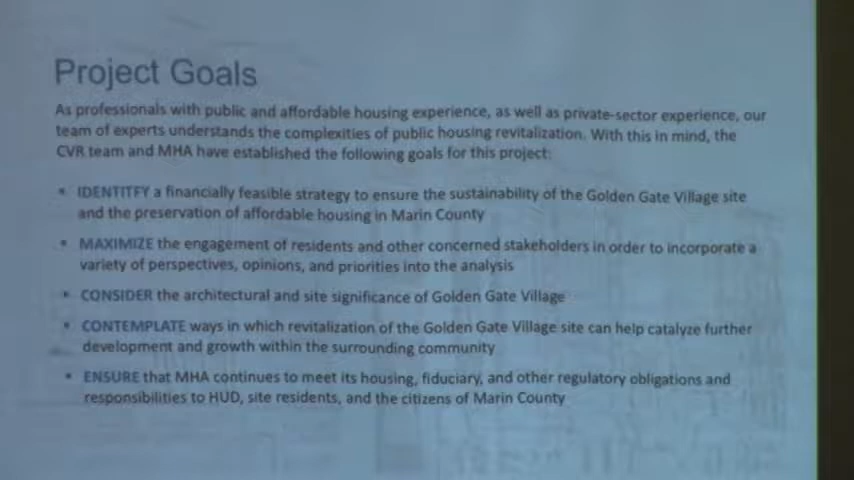 Project Goals
As professionals with public and affordable housing experience, as well as private-sector experience, our
team of experts understands the complexities of public housing revitalization. With this in mind, the
CVR team and MHA have established the following goals for this project:
• IDENTITFY a financially feasible strategy to ensure the sustainability of the Golden Gate Village site
and the preservation of affordable housing in Marin County
• MAXIMIZE the engagement of residents and other concerned stakeholders in order to incorporate a
variety of perspectives, opinions, and priorities into the analysis
• CONSIDER the architectural and site significance of Golden Gate Village
• CONTEMPLATE ways in which revitalization of the Golden Gate Village site can help catalyze further
development and growth within the surrounding community
• ENSURE that MHA continues to meet its housing, fiduciary, and other regulatory obligations and
responsibilities to HUD, site residents, and the citizens of Marin County